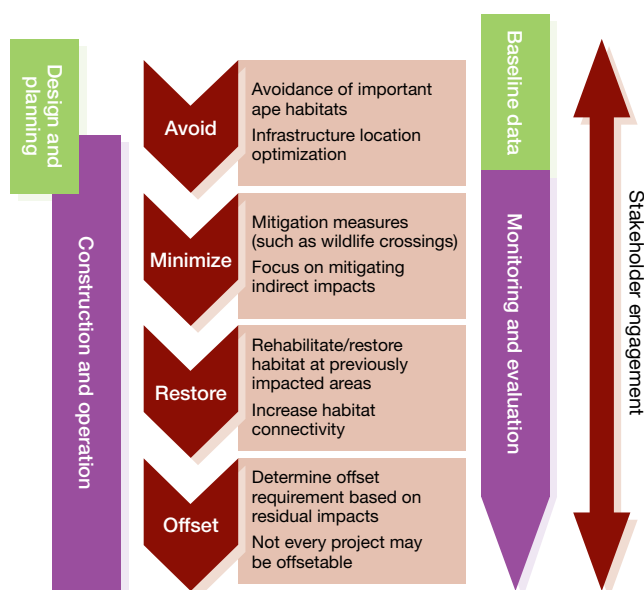 Design and
planning
Construction and operation
Avoid
Avoidance of important
ape habitats
Infrastructure location
optimization
Minimize
Mitigation measures
(such as wildlife crossings)
Focus on mitigating
indirect impacts
Restore
Rehabilitate/restore
habitat at previously
impacted areas
Increase habitat
connectivity
Offset
Determine offset
requirement based on
residual impacts
Not every project may
be offsetable
Baseline data
Monitoring and evaluation
Stakeholder engagement